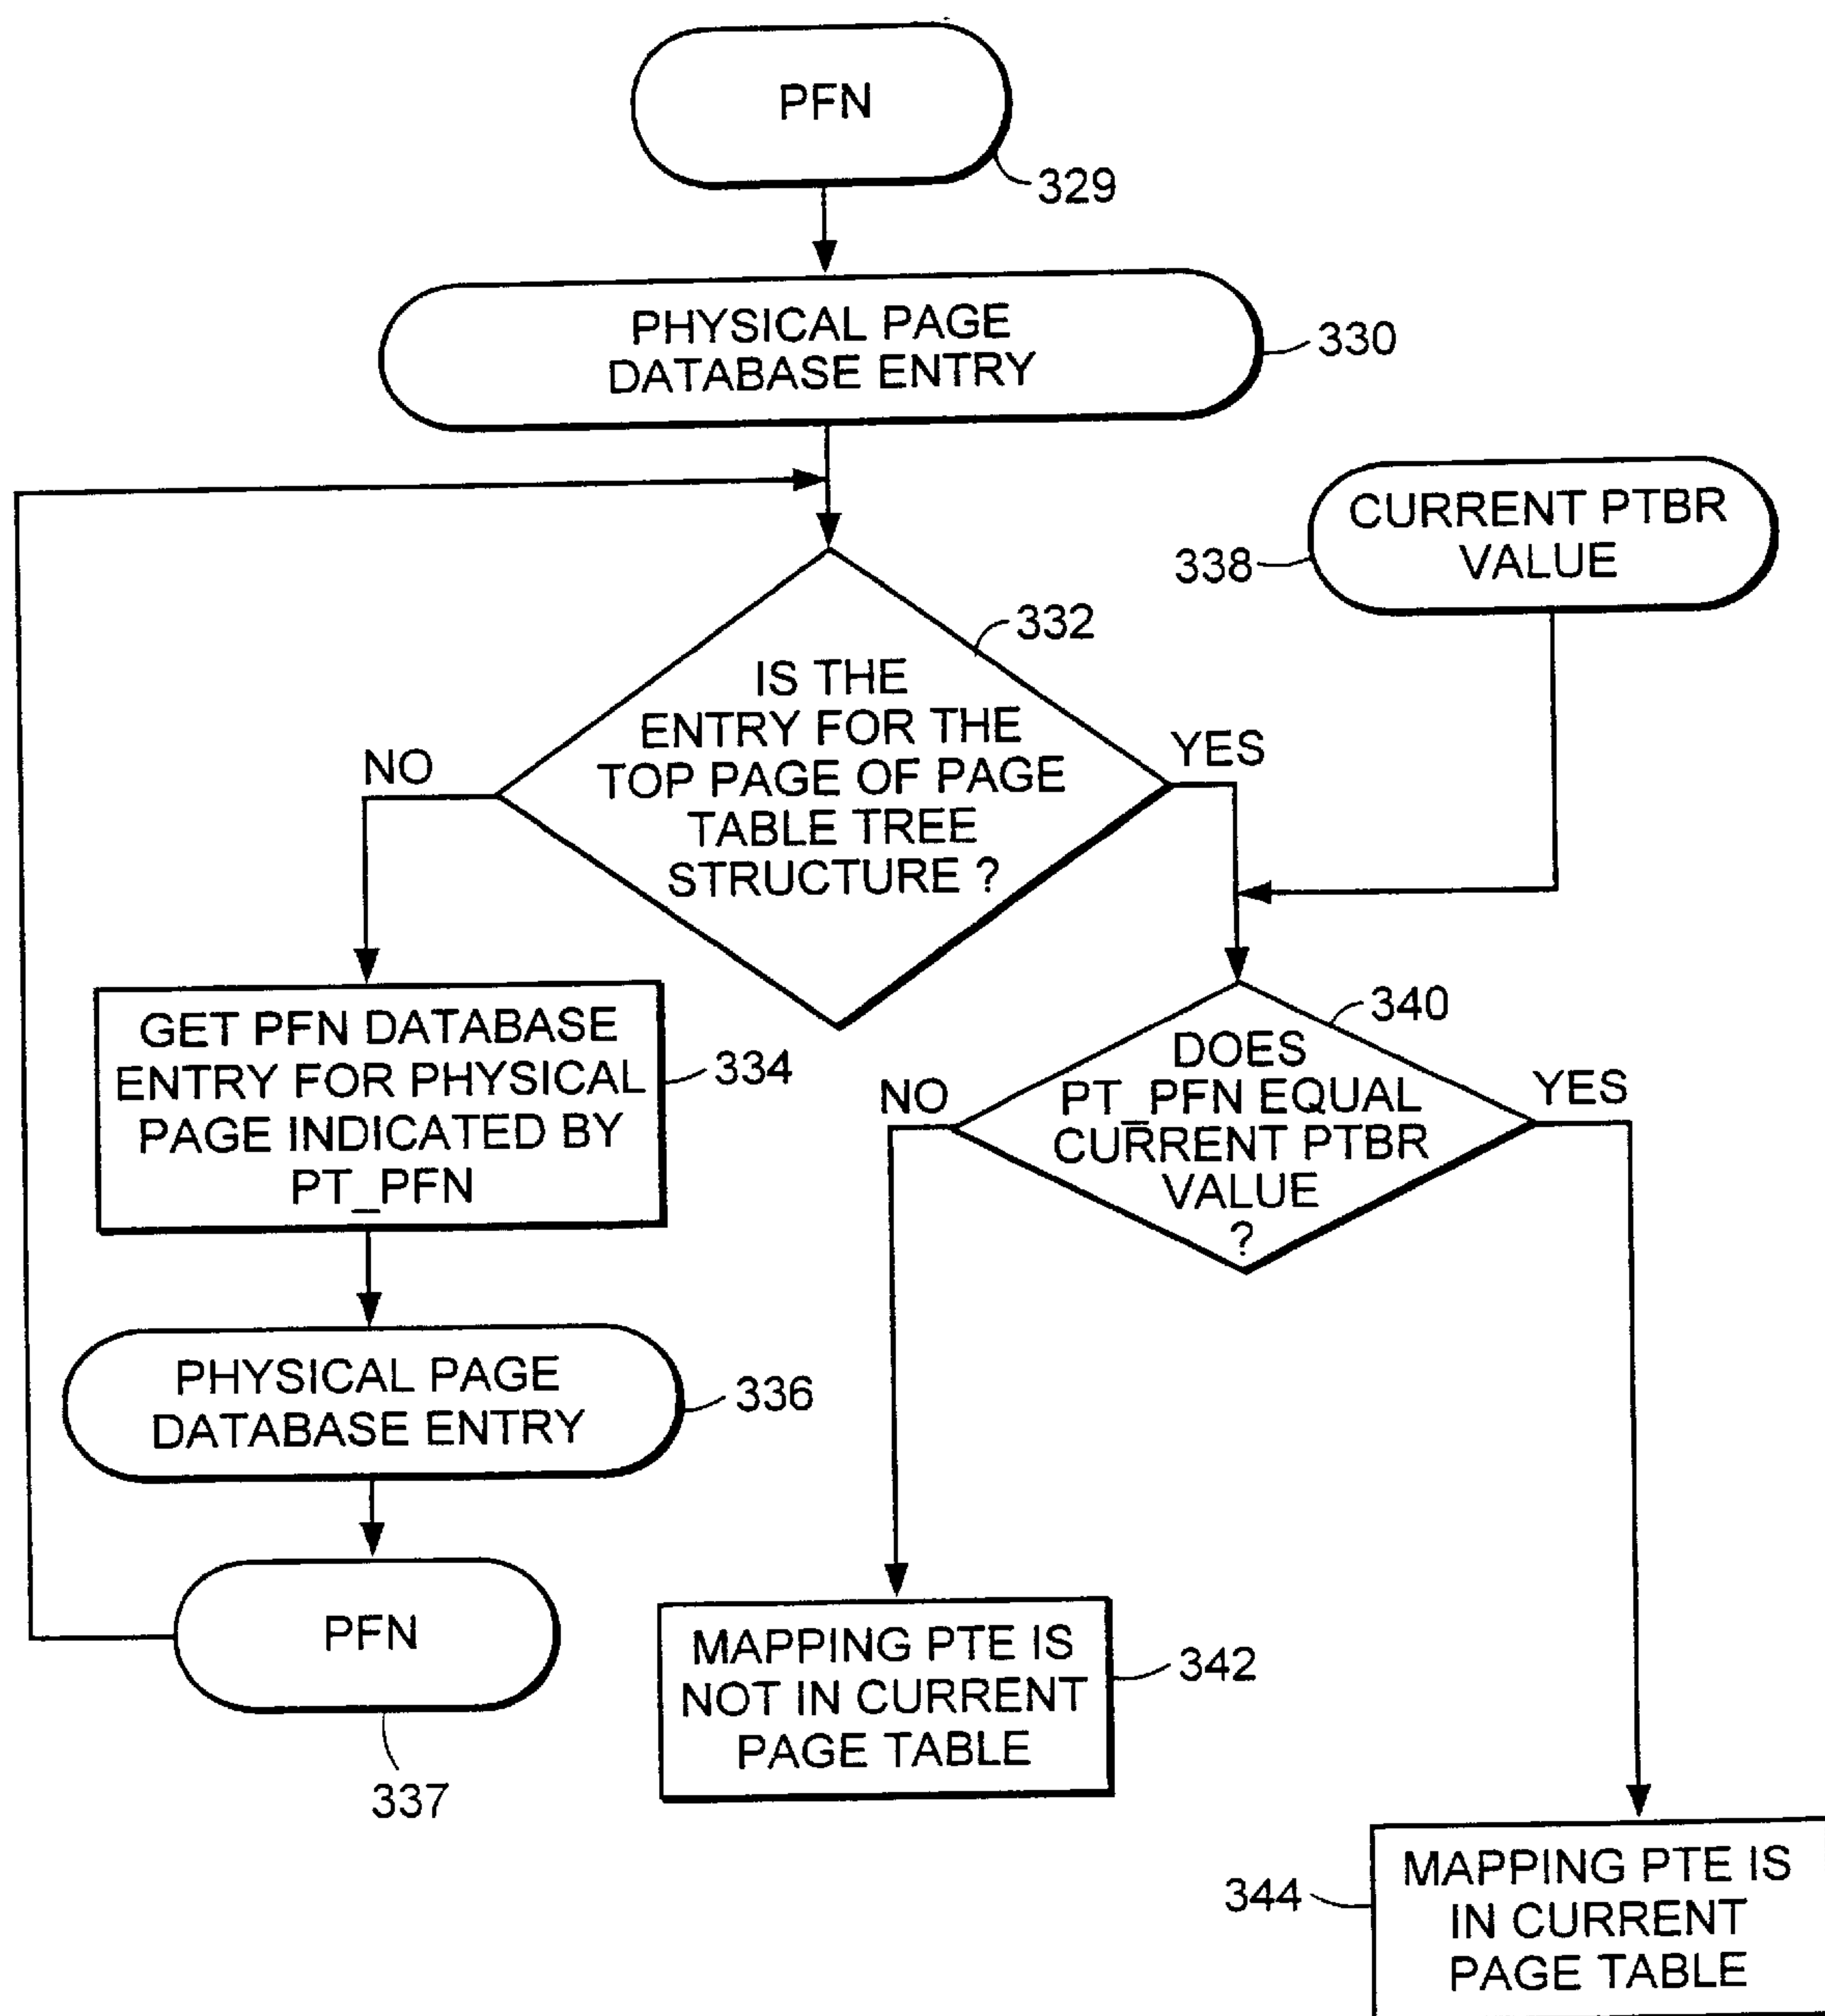 PFN
329
PHYSICAL PAGE
DATABASE ENTRY
330
CURRENT PTBR
VALUE
338
332
IS THE
ENTRY FOR THE
TOP PAGE OF PAGE
TABLE TREE
STRUCTURE ?
NO
YES
GET PFN DATABASE
ENTRY FOR PHYSICAL
PAGE INDICATED BY
PT_PFN
334
340
DOES
PT_PFN EQUAL
CURRENT PTBR
VALUE
?
NO
YES
PHYSICAL PAGE
DATABASE ENTRY
336
PFN
337
MAPPING PTE IS
NOT IN CURRENT
PAGE TABLE
342
344
MAPPING PTE IS
IN CURRENT
PAGE TABLE